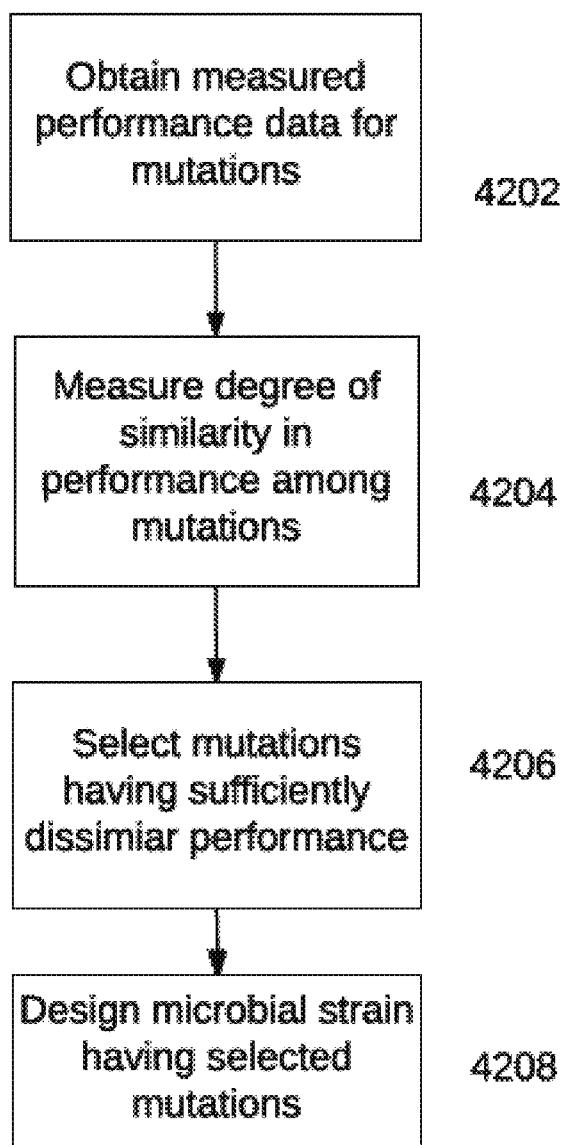 Obtain measured
performance data for
mutations
4202
Measure degree of
similarity in
performance among
mutations
4204
Select mutations
having sufficiently
dissimiar performance
4206
Design microbial strain
having selected
mutations
4208